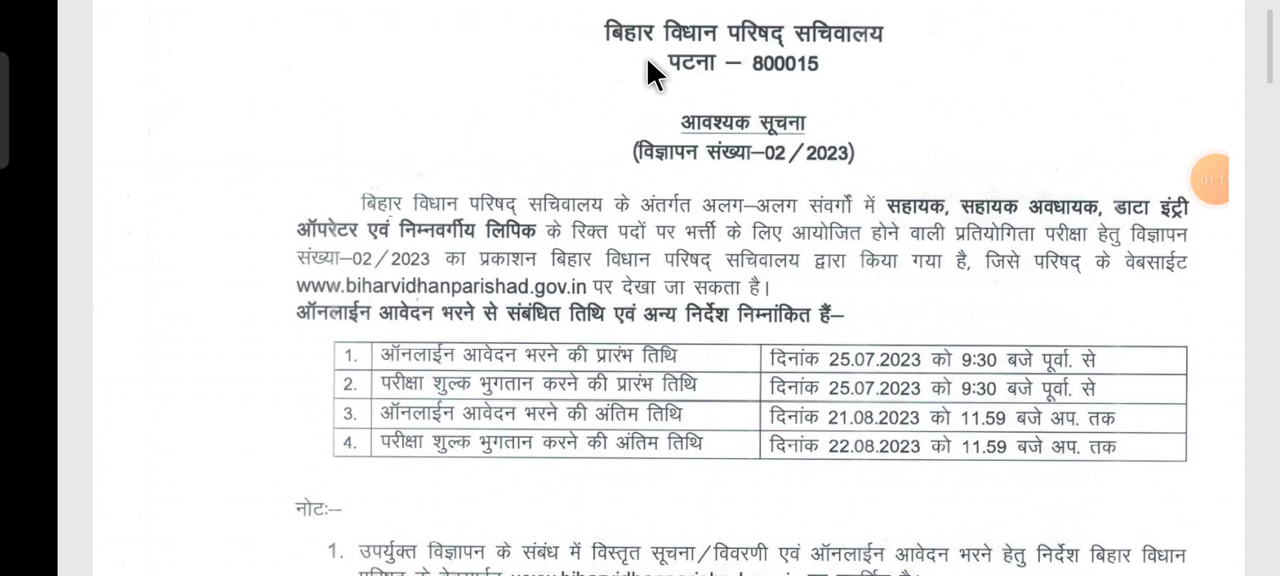 बिहार विधान परिषद् सचिवालय
पटना – 800015
आवश्यक सूचना
(विज्ञापन संख्या–02/2023)
बिहार विधान परिषद् सचिवालय के अंतर्गत अलग–अलग संवर्गों में सहायक, सहायक अवधायक, डाटा इंट्री
ऑपरेटर एवं निम्नवर्गीय लिपिक के रिक्त पदों पर भर्त्ती के लिए आयोजित होने वाली प्रतियोगिता परीक्षा हेतु विज्ञापन
संख्या–02/2023 का प्रकाशन बिहार विधान परिषद् सचिवालय द्वारा किया गया है, जिसे परिषद् के वेबसाईट
www.biharvidhanparishad.gov.in पर देखा जा सकता है।
ऑनलाईन आवेदन भरने से संबंधित तिथि एवं अन्य निर्देश निम्नांकित हैं–
1. ऑनलाईन आवेदन भरने की प्रारंभ तिथि दिनांक 25.07.2023 को 9:30 बजे पूर्वा. से
2. परीक्षा शुल्क भुगतान करने की प्रारंभ तिथि दिनांक 25.07.2023 को 9:30 बजे पूर्वा. से
3. ऑनलाईन आवेदन भरने की अंतिम तिथि दिनांक 21.08.2023 को 11.59 बजे अप. तक
4. परीक्षा शुल्क भुगतान करने की अंतिम तिथि दिनांक 22.08.2023 को 11.59 बजे अप. तक
नोटः–
1. उपर्युक्त विज्ञापन के संबंध में विस्तृत सूचना/विवरणी एवं ऑनलाईन आवेदन भरने हेतु निर्देश बिहार विधान